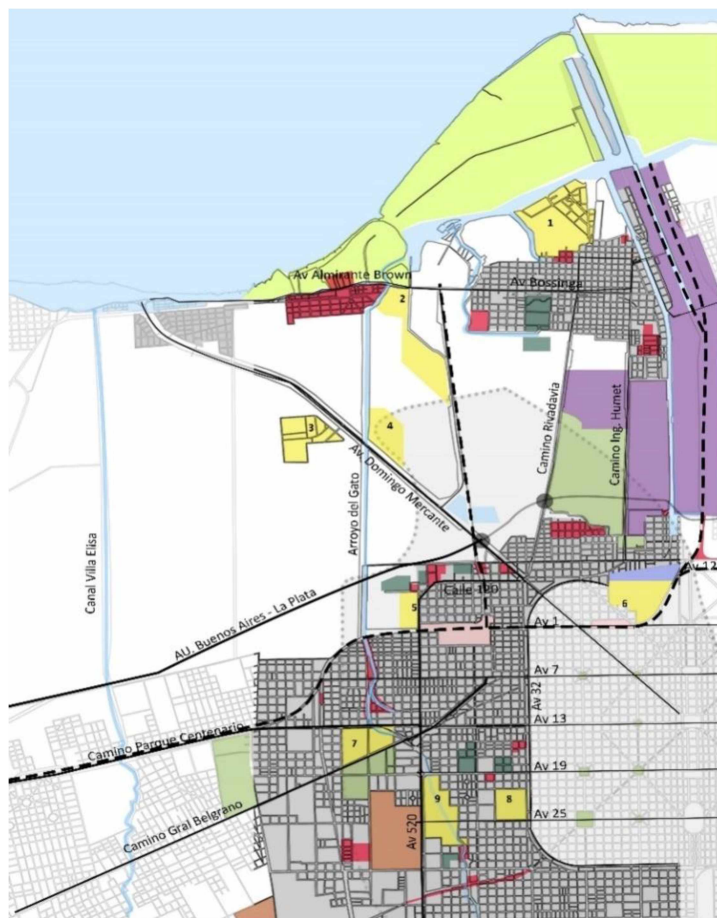 1
Av Almirante Brown
Av Bossinga
2
3
4
Av. Domingo Mercante
Camino Rivadavia
Camino Ing. Humet
Arroyo del Gato
Canal Villa Elisa
Av 12
Calle 120
AU. Buenos Aires - La Plata
5
6
Av 1
Av 7
Av 32
Av 13
Camino Parque Centenario
7
Av 19
Camino Gral Belgrano
9
8
Av 25
Av 520